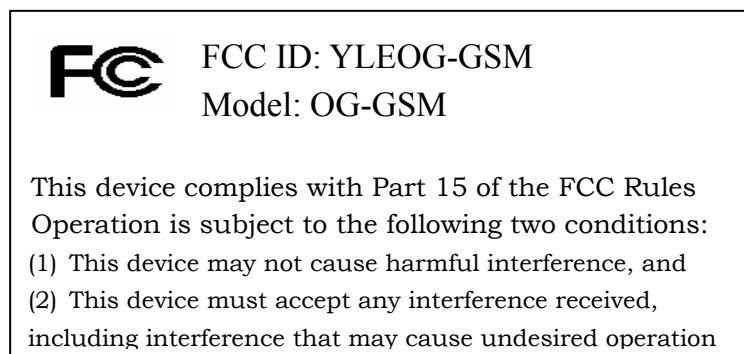 FC FCC ID: YLEOG-GSM
Model: OG-GSM
This device complies with Part 15 of the FCC Rules
Operation is subject to the following two conditions:
(1) This device may not cause harmful interference, and
(2) This device must accept any interference received,
including interference that may cause undesired operation